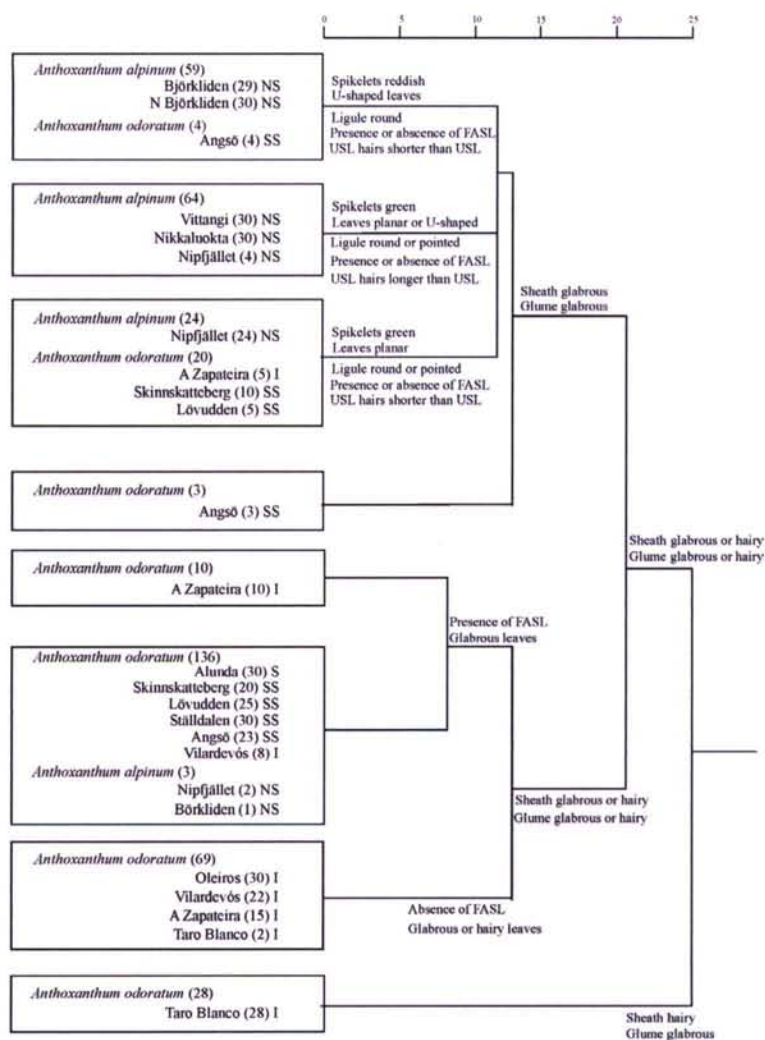 0 5 10 15 20 25
Anthoxanthum alpinum (59)
Björkliden (29) NS
N Björkliden (30) NS
Anthoxanthum odoratum (4)
Angsö (4) SS
Spikelets reddish
U-shaped leaves
Ligule round
Presence or abscence of FASL
USL hairs shorter than USL
Anthoxanthum alpinum (64)
Vittangi (30) NS
Nikkaluokta (30) NS
Nipfjället (4) NS
Spikelets green
Leaves planar or U-shaped
Ligule round or pointed
Presence or absence of FASL
USL hairs longer than USL
Anthoxanthum alpinum (24)
Nipfjället (24) NS
Anthoxanthum odoratum (20)
A Zapateira (5) I
Skinnskatteberg (10) SS
Lövudden (5) SS
Spikelets green
Leaves planar
Ligule round or pointed
Presence or absence of FASL
USL hairs shorter than USL
Sheath glabrous
Glume glabrous
Anthoxanthum odoratum (3)
Angsö (3) SS
Sheath glabrous or hairy
Glume glabrous or hairy
Anthoxanthum odoratum (10)
A Zapateira (10) I
Presence of FASL
Glabrous leaves
Anthoxanthum odoratum (136)
Alunda (30) S
Skinnskatteberg (20) SS
Lövudden (25) SS
Ställdalen (30) SS
Angsö (23) SS
Vilardevós (8) I
Anthoxanthum alpinum (3)
Nipfjället (2) NS
Börkliden (1) NS
Sheath glabrous or hairy
Glume glabrous or hairy
Anthoxanthum odoratum (69)
Oleiros (30) I
Vilardevós (22) I
A Zapateira (15) I
Taro Blanco (2) I
Absence of FASL
Glabrous or hairy leaves
Anthoxanthum odoratum (28)
Taro Blanco (28) I
Sheath hairy
Glume glabrous